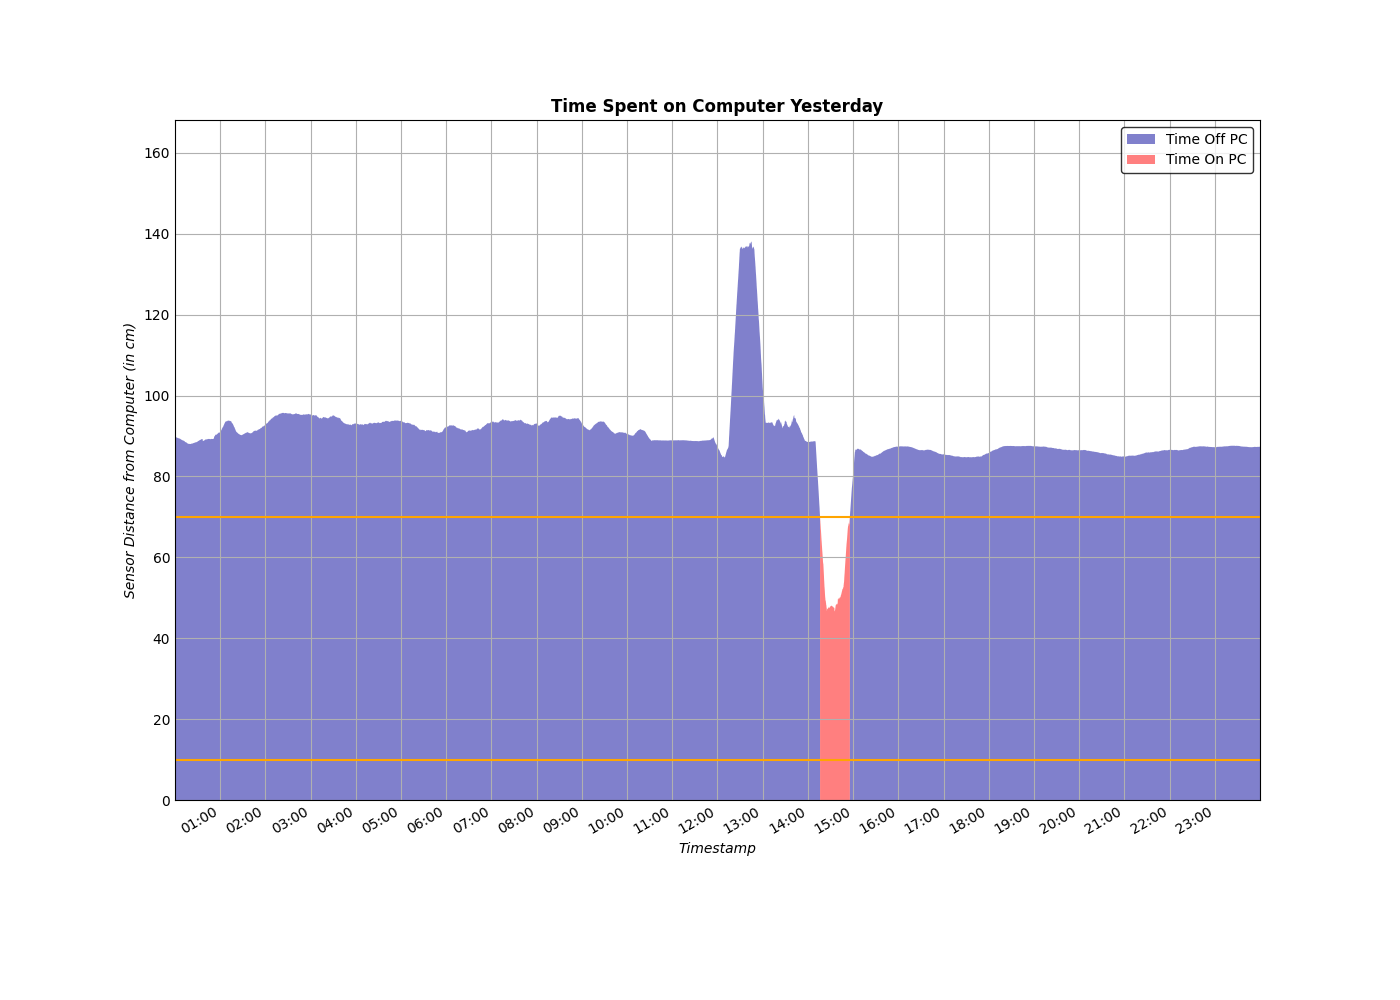 Time Spent on Computer Yesterday
Time Off PC
Time On PC
Sensor Distance from Computer (in cm)
160
140
120
100
80
60
40
20
0
01:00 02:00 03:00 04:00 05:00 06:00 07:00 08:00 09:00 10:00 11:00 12:00 13:00 14:00 15:00 16:00 17:00 18:00 19:00 20:00 21:00 22:00 23:00
Timestamp